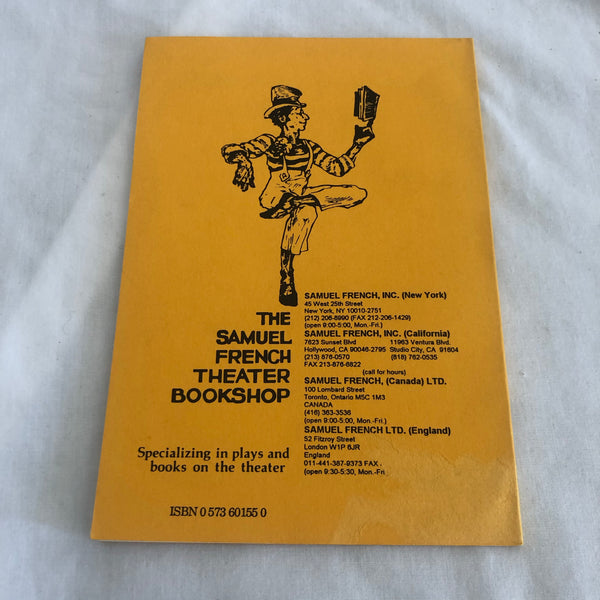 THE
SAMUEL
FRENCH
THEATER
BOOKSHOP
Specializing in plays and
books on the theater
ISBN 0 573 60155 0
SAMUEL FRENCH, INC. (New York)
45 West 25th Street
New York, NY 10010-2751
(212) 206-8990 (FAX 212-206-1429)
(open 9:00-5:00, Mon.-Fri.)
SAMUEL FRENCH, INC. (California)
7623 Sunset Blvd 11963 Ventura Blvd.
Hollywood, CA 90046-2795 Studio City, CA 91604
(213) 876-0570 (818) 762-0535
FAX 213-876-6822
(call for hours)
SAMUEL FRENCH, (Canada) LTD.
100 Lombard Street
Toronto, Ontario M5C 1M3
CANADA
(416) 363-3536
(open 9:00-5:00, Mon.-Fri.)
SAMUEL FRENCH LTD. (England)
52 Fitzroy Street
London W1P 6JR
England
011-441-387-9373 FAX
(open 9:30-5:30, Mon.-Fri